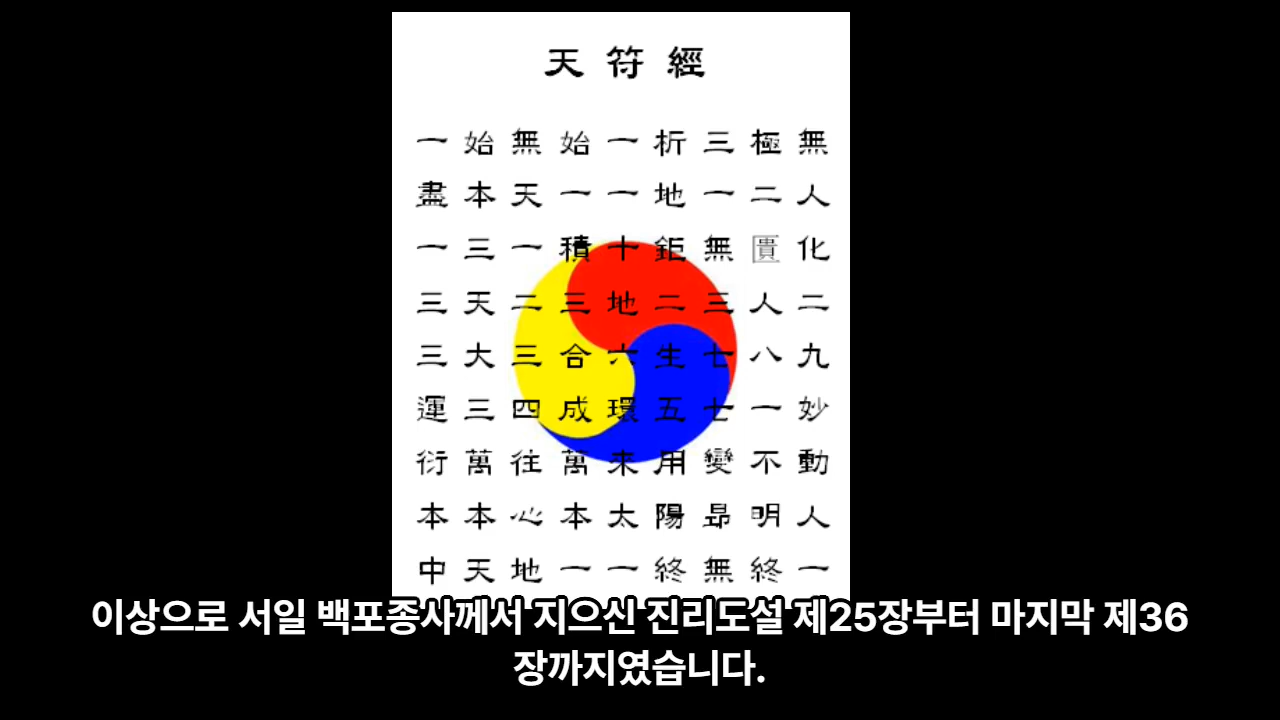 天符經
一始無始一析三極無
盡本天一一地一二人
一三一積十鉅無匱化
三天二三地二三人二
三大三合六生七八九
運三四成環五七一妙
衍萬往萬來用變不動
本本心本太陽昻明人
中天地一一終無終一
이상으로 서일 백포종사께서 지으신 진리도설 제25장부터 마지막 제36
장까지였습니다.